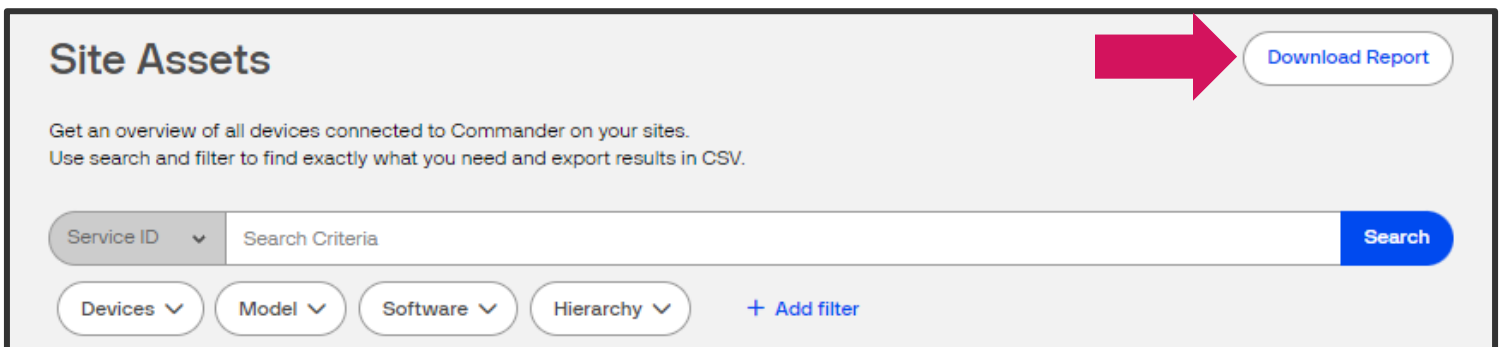 Site Assets
Download Report
Get an overview of all devices connected to Commander on your sites.
Use search and filter to find exactly what you need and export results in CSV.
Service ID
Search Criteria
Search
Devices
Model
Software
Hierarchy
+ Add filter